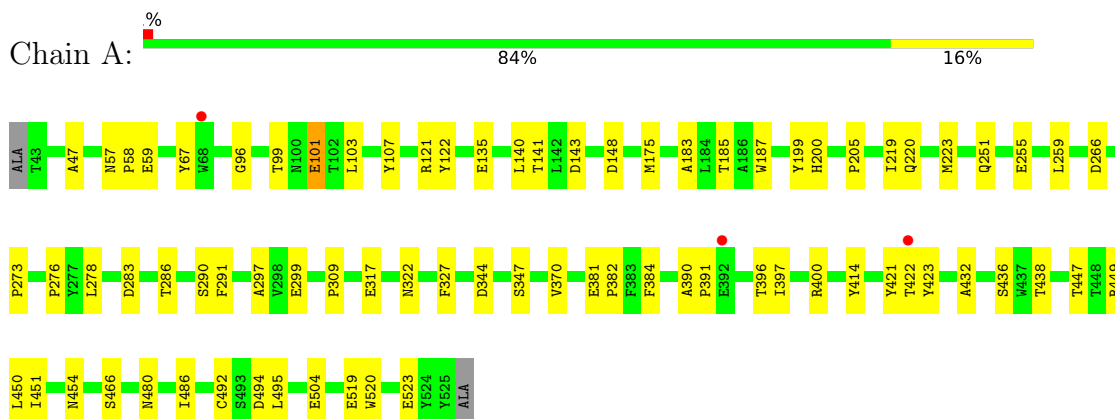 .%
Chain A:
84% 16%
ALA T43 A47 N57 P58 E59 Y67 W68 G96 T99 N100 E101 T102 L103 Y107 R121 Y122 E135 L140 T141 L142 D143 D148 M175 A183 L184 T185 A186 W187 Y199 H200 P205 I219 Q220 M223 Q251 E255 L259 D266
P273 P276 Y277 L278 D283 T286 S290 F291 A297 V298 E299 P309 E317 N322 F327 D344 S347 V370 E381 P382 F383 F384 A390 P391 E392 T396 I397 R400 Y414 Y421 T422 Y423 A432 S436 W437 T438 T447 T448
L450 I451 N454 S466 N480 I486 C492 S493 D494 L495 E504 E519 W520 E523 Y524 Y525 ALA